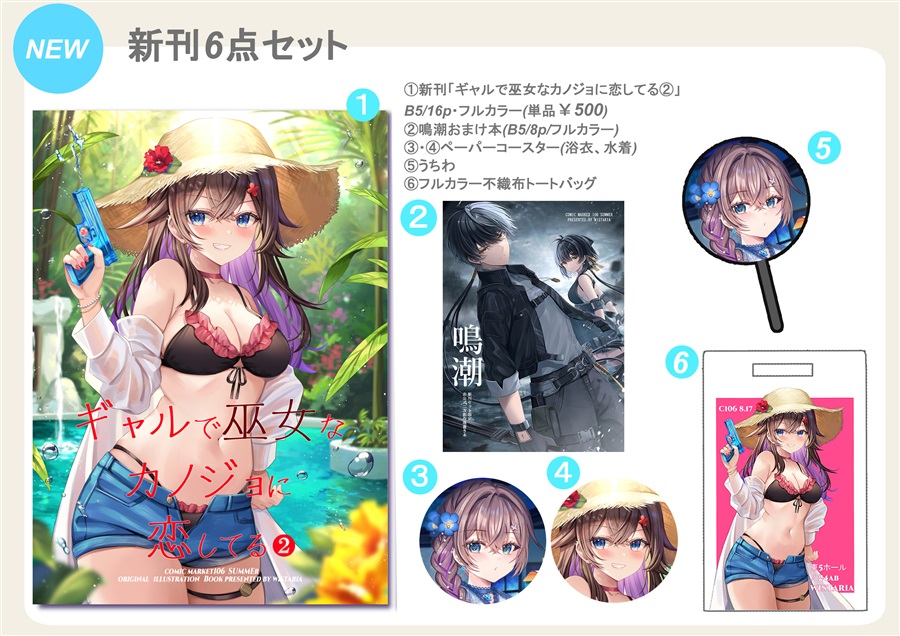 NEW
新刊6点セット
①新刊「ギャルで巫女なカノジョに恋してる②」
B5/16p・フルカラー(単品￥500)
②鳴潮おまけ本(B5/8p/フルカラー)
③・④ペーパーコースター(浴衣、水着)
⑤うちわ
⑥フルカラー不織布トートバッグ
1
ギャルで巫女な
カノジョに
恋してる❷
COMIC MARKET106 SUMMER
ORIGINAL ILLUSTRATION BOOK PRESENTED BY WISTARIA
2
COMIC MARKET 106 SUMMER
PRESENTED BY WISTARIA
鳴潮
3
4
5
6
C106 8.17
東5ホール
WISTARIA